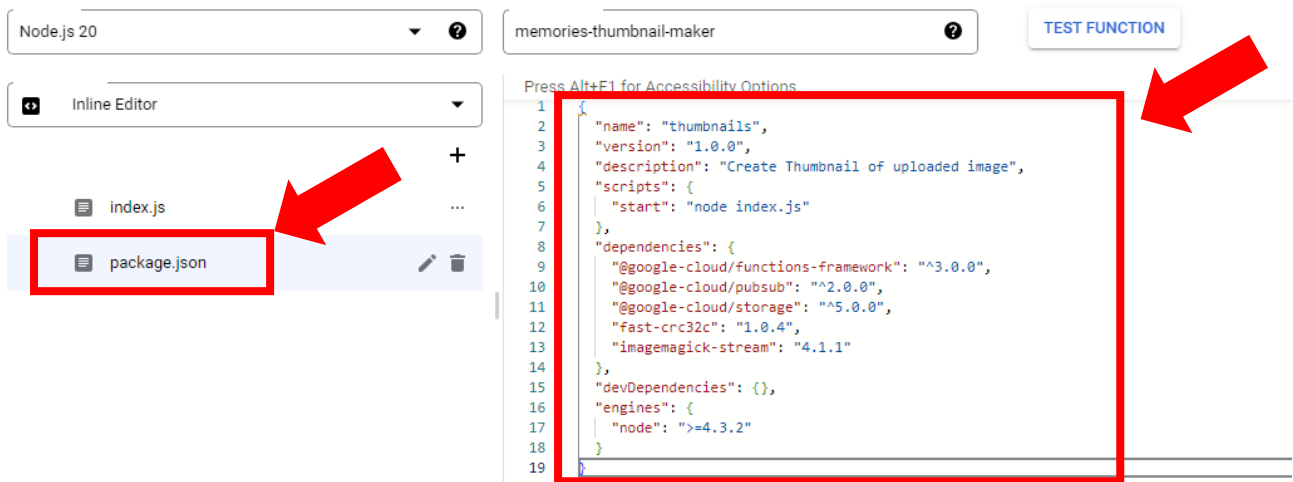 Node.js 20
memories-thumbnail-maker
TEST FUNCTION
Inline Editor
index.js
package.json
Press Alt+F1 for Accessibility Options.
1 {
2 "name": "thumbnails",
3 "version": "1.0.0",
4 "description": "Create Thumbnail of uploaded image",
5 "scripts": {
6 "start": "node index.js"
7 },
8 "dependencies": {
9 "@google-cloud/functions-framework": "^3.0.0",
10 "@google-cloud/pubsub": "^2.0.0",
11 "@google-cloud/storage": "^5.0.0",
12 "fast-crc32c": "1.0.4",
13 "imagemagick-stream": "4.1.1"
14 },
15 "devDependencies": {},
16 "engines": {
17 "node": ">=4.3.2"
18 }
19 }